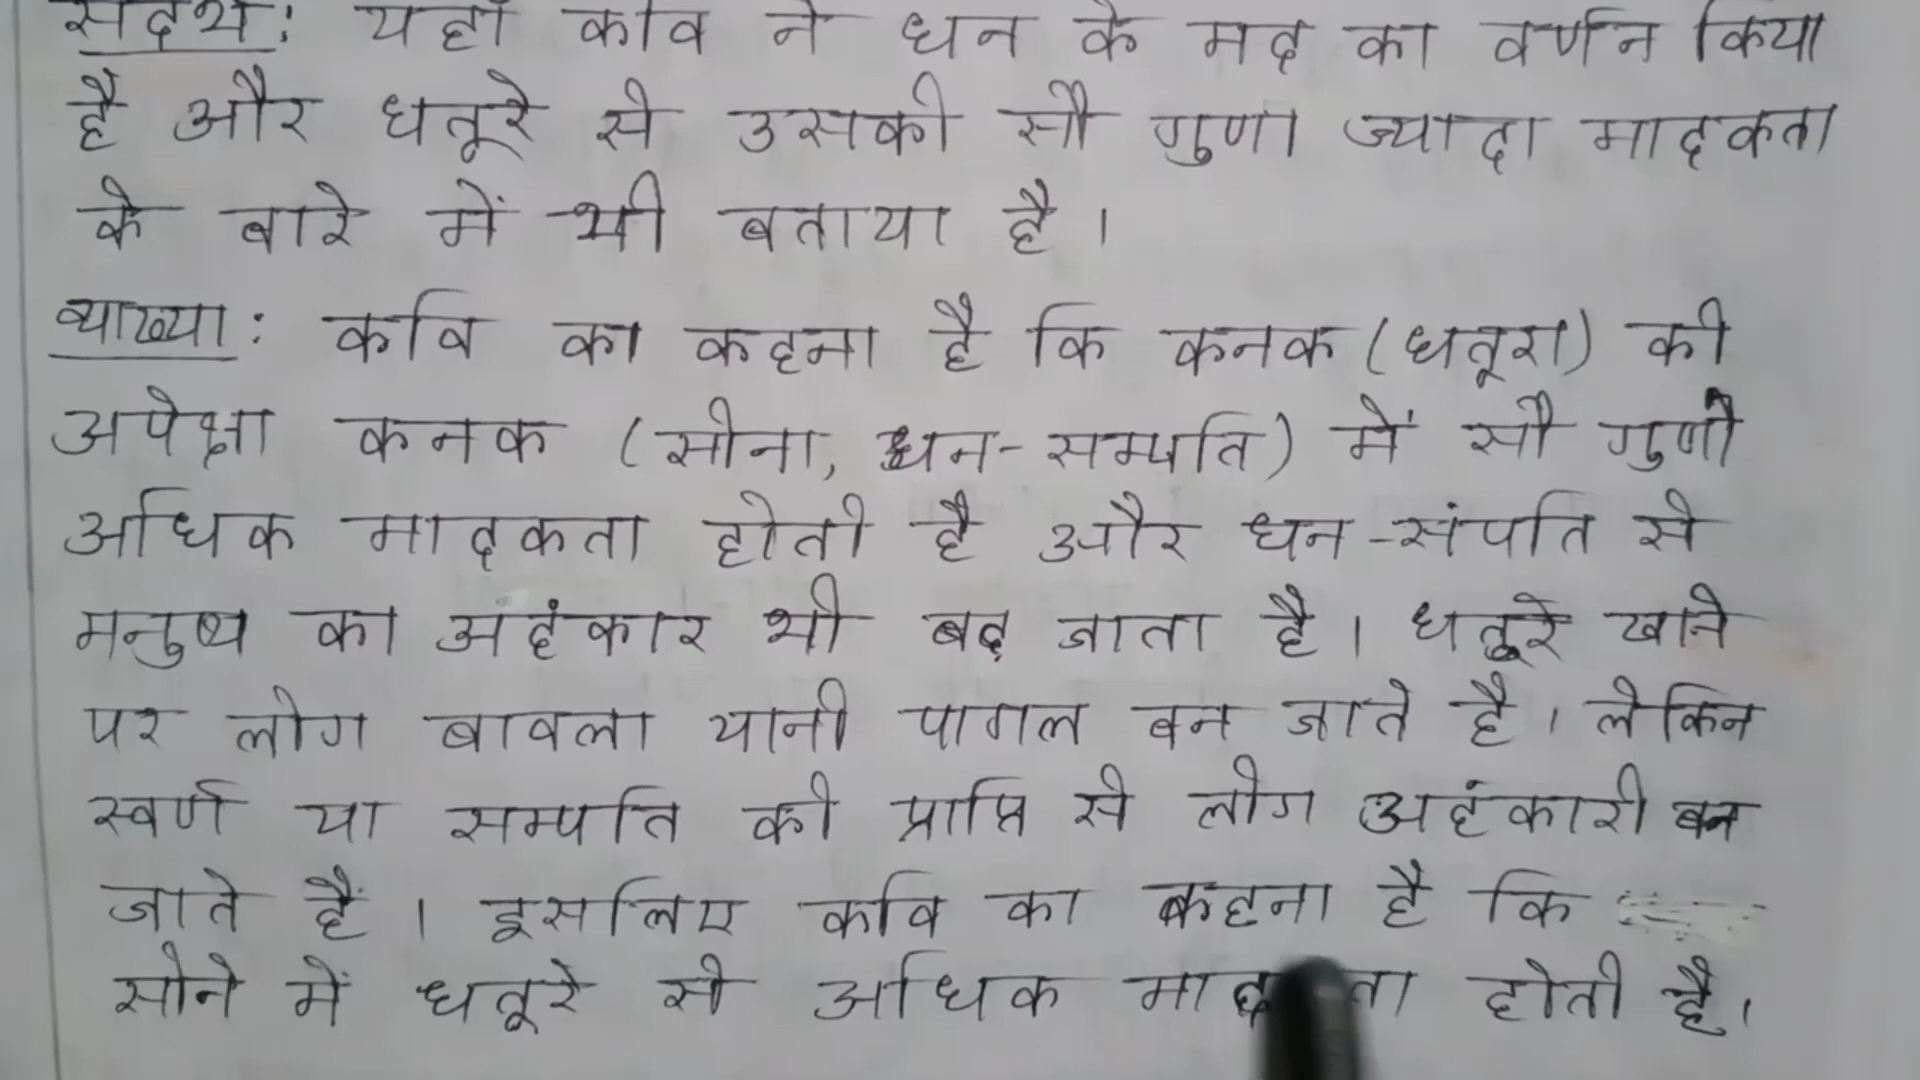 संदर्भ: यहाँ कवि ने धन के मद का वर्णन किया
है और धतूरे से उसकी सौ गुणा ज्यादा मादकता
के बारे में भी बताया है।
व्याख्या: कवि का कहना है कि कनक (धतूरा) की
अपेक्षा कनक (सोना, धन-सम्पति) में सौ गुणी
अधिक मादकता होती है और धन-संपति से
मनुष्य का अहंकार भी बढ़ जाता है। धतूरे खाने
पर लोग बावला यानी पागल बन जाते है। लेकिन
स्वर्ण या सम्पति की प्राप्ति से लोग अहंकारी बन
जाते हैं। इसलिए कवि का कहना है कि
सोने में धतूरे से अधिक मादकता होती है।